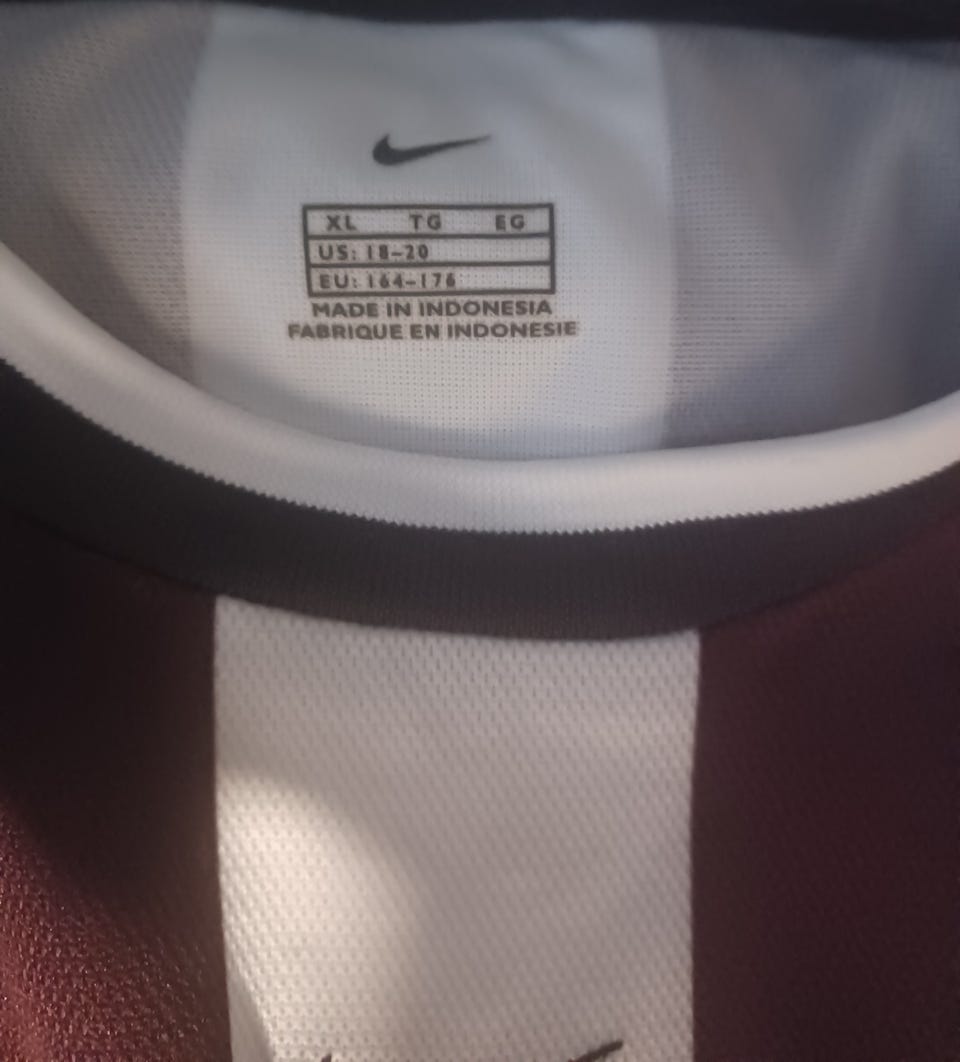 XL TG EG
US: 18-20
EU: 164-176
MADE IN INDONESIA
FABRIQUE EN INDONESIE